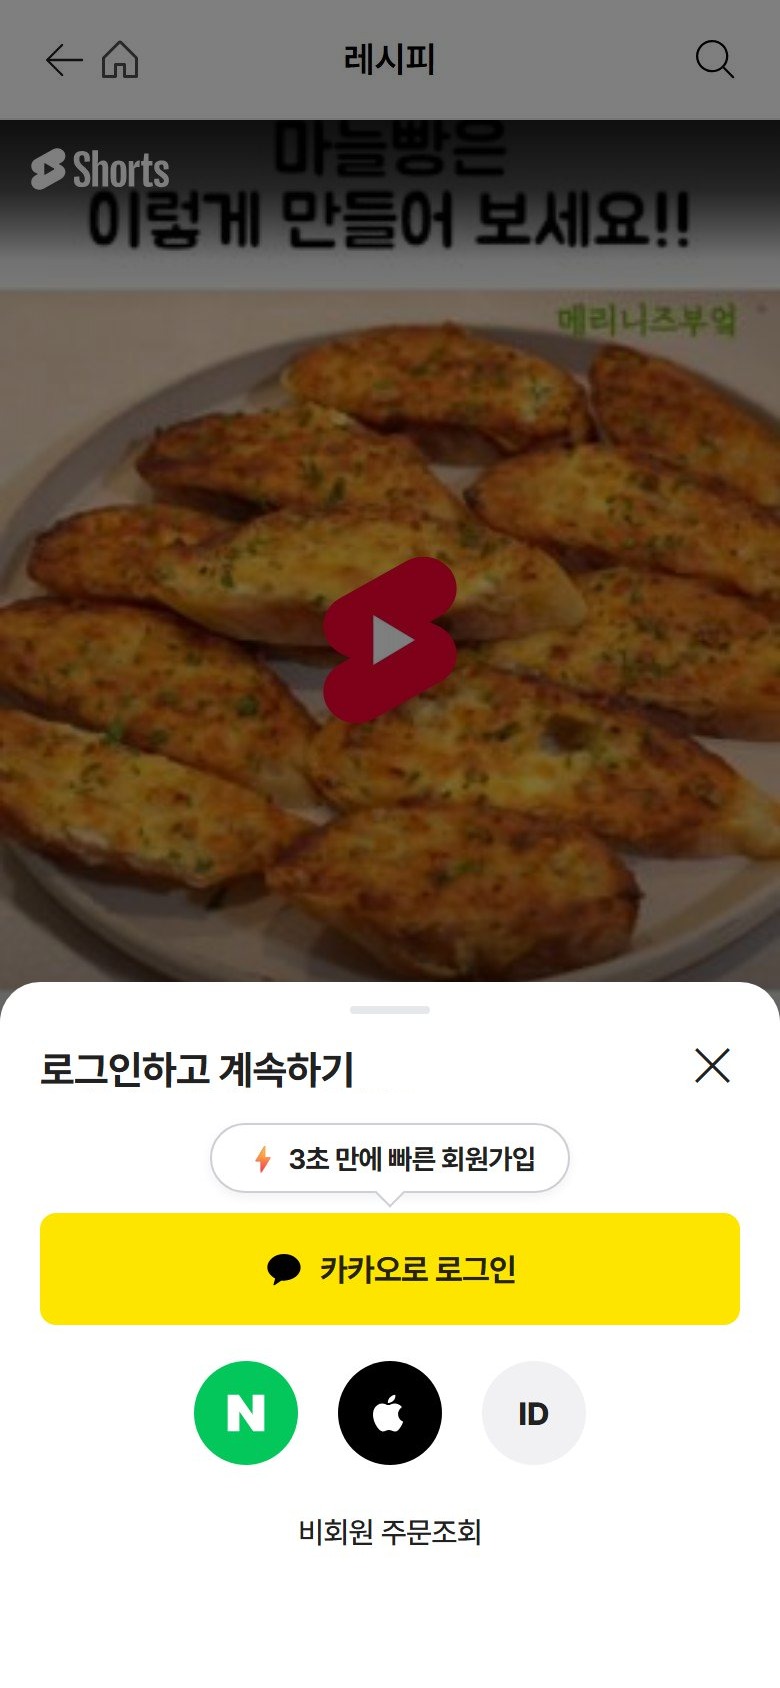 레시피
Shorts
마늘빵은
이렇게 만들어 보세요!!
메리니즈부엌
로그인하고 계속하기
3초 만에 빠른 회원가입
카카오로 로그인
N
ID
비회원 주문조회